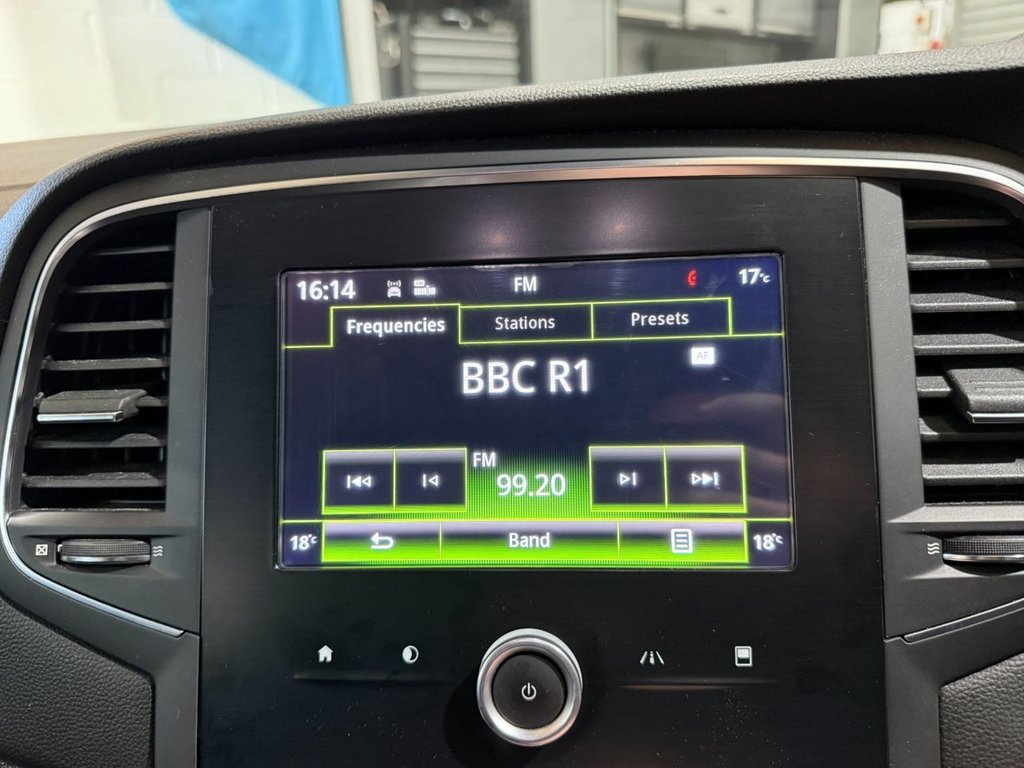 16:14 FM 17°c
Frequencies Stations Presets
AF
BBC R1
FM
99.20
18°c Band 18°c